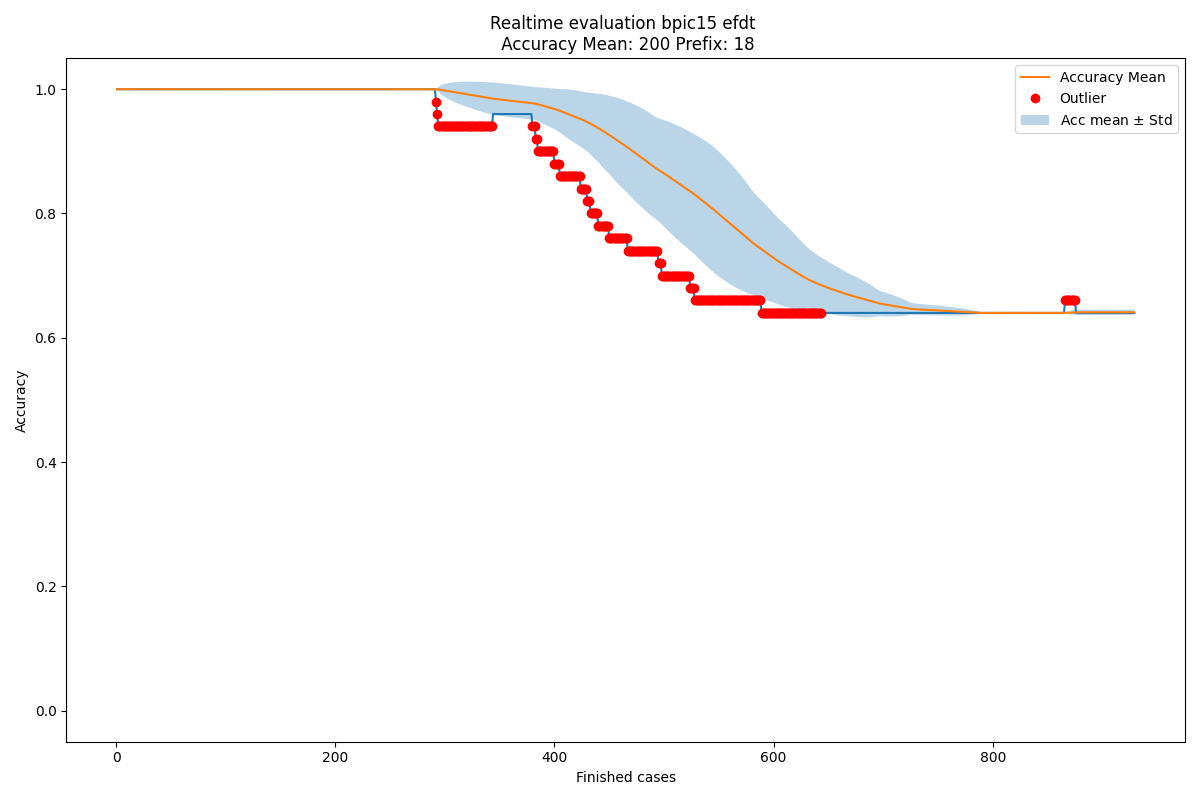 Realtime evaluation bpic15 efdt
Accuracy Mean: 200 Prefix: 18
Accuracy Mean
Outlier
Acc mean ± Std
1.0
0.8
0.6
0.4
0.2
0.0
Accuracy
0
200
400
600
800
Finished cases